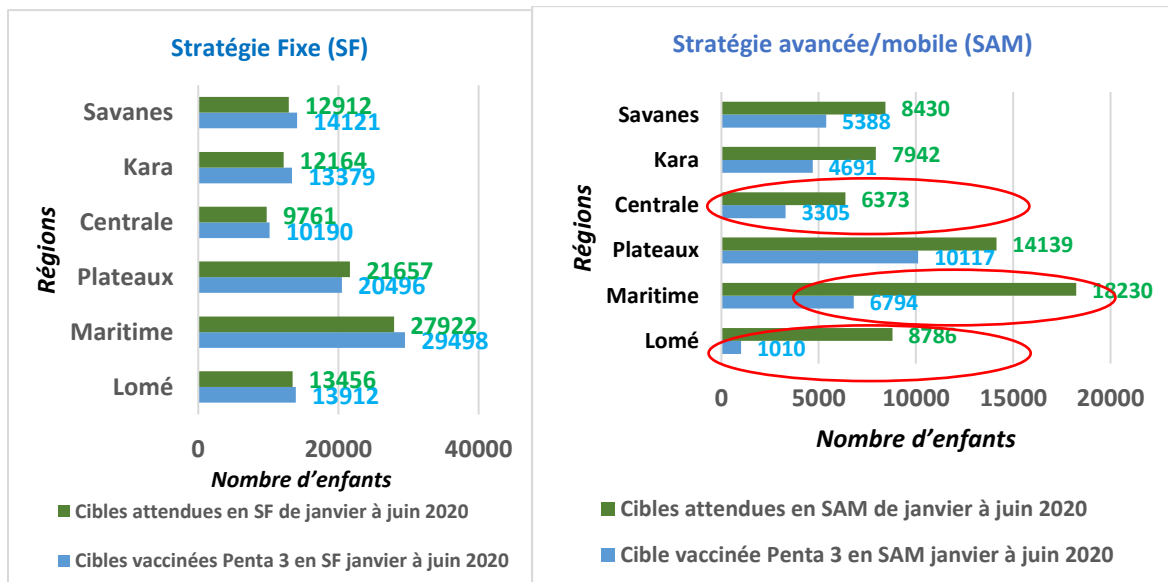 Stratégie Fixe (SF)
Régions
Savanes
12912
14121
Kara
12164
13379
Centrale
9761
10190
Plateaux
21657
20496
Maritime
27922
29498
Lomé
13456
13912
0 20000 40000
Nombre d'enfants
Cibles attendues en SF de janvier à juin 2020
Cibles vaccinées Penta 3 en SF janvier à juin 2020
Stratégie avancée/mobile (SAM)
Régions
Savanes
8430
5388
Kara
7942
4691
Centrale
6373
3305
Plateaux
14139
10117
Maritime
18230
6794
Lomé
8786
1010
0 5000 10000 15000 20000
Nombre d'enfants
Cibles attendues en SAM de janvier à juin 2020
Cible vaccinée Penta 3 en SAM janvier à juin 2020